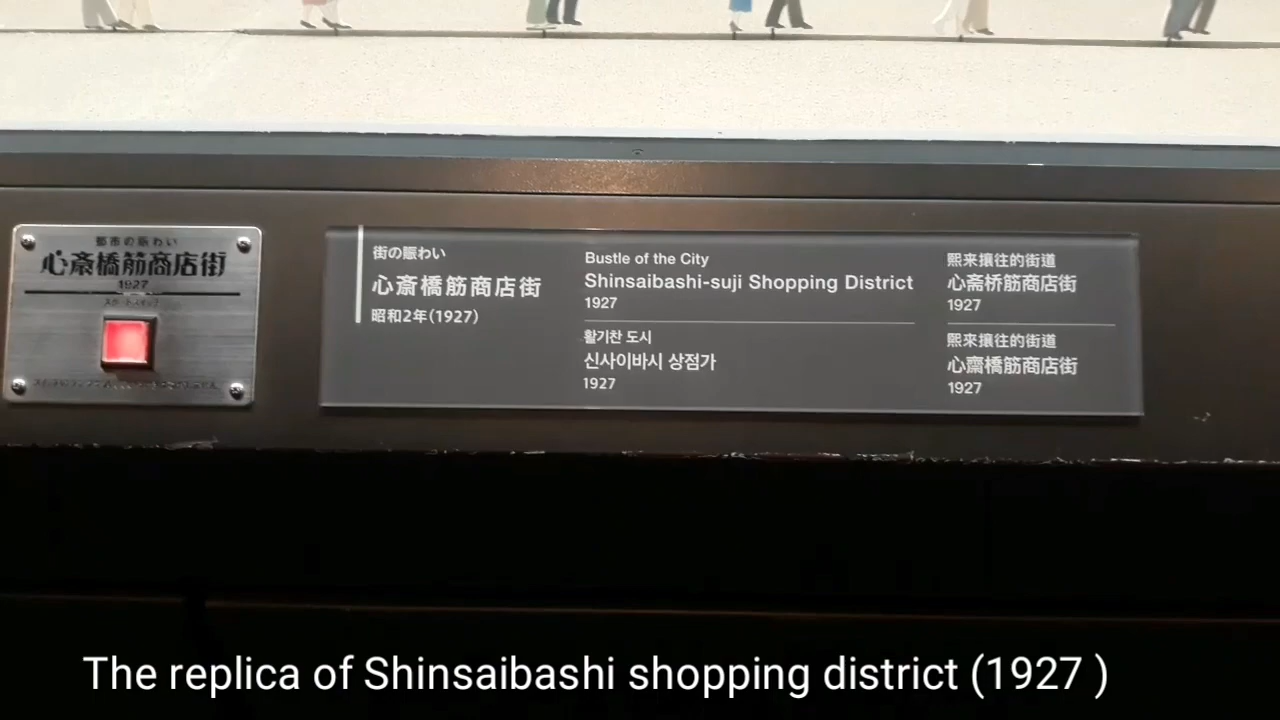 都市の賑わい
心斎橋筋商店街
1927
街の賑わい
心斎橋筋商店街
昭和2年(1927)
Bustle of the City
Shinsaibashi-suji Shopping District
1927
활기찬 도시
신사이바시 상점가
1927
熙来攘往的街道
心斋桥筋商店街
1927
熙来攘往的街道
心齋橋筋商店街
1927
The replica of Shinsaibashi shopping district (1927 )